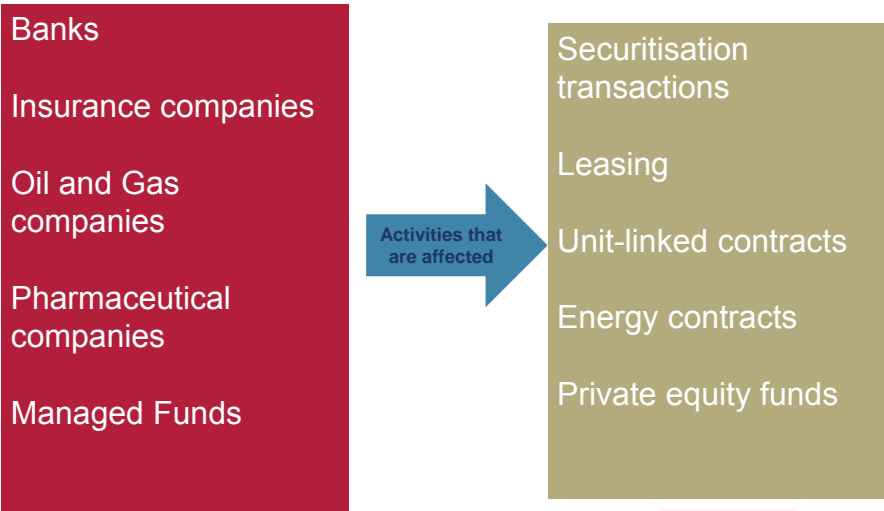 Banks
Insurance companies
Oil and Gas
companies
Pharmaceutical
companies
Managed Funds
Activities that
are affected
Securitisation
transactions
Leasing
Unit-linked contracts
Energy contracts
Private equity funds